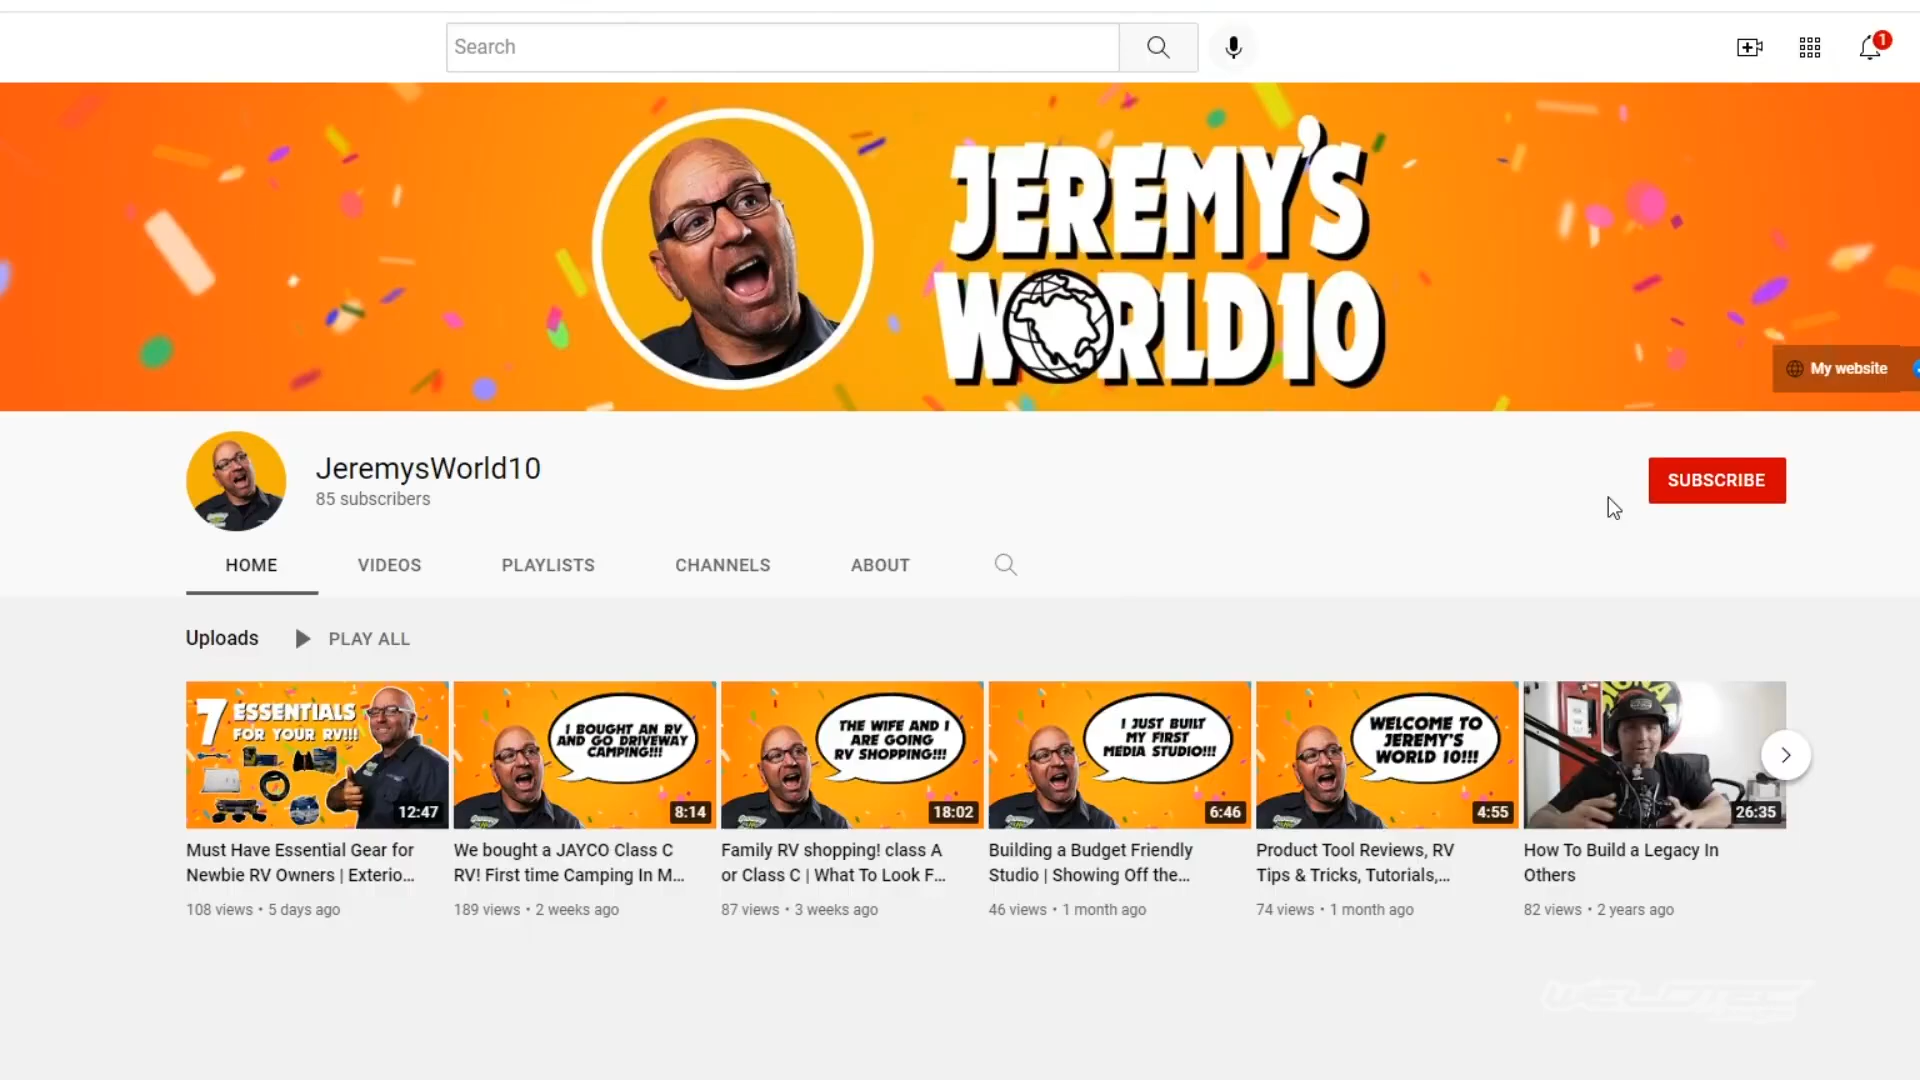 Search
1
JEREMY'S
WORLD10
My website
JeremysWorld10
85 subscribers
SUBSCRIBE
HOME
VIDEOS
PLAYLISTS
CHANNELS
ABOUT
Uploads
PLAY ALL
7 ESSENTIALS
FOR YOUR RV!!!
12:47
I BOUGHT AN RV
AND GO DRIVEWAY
CAMPING!!!
8:14
THE WIFE AND I
ARE GOING
RV SHOPPING!!!
18:02
I JUST BUILT
MY FIRST
MEDIA STUDIO!!!
6:46
WELCOME TO
JEREMY'S
WORLD 10!!!
4:55
26:35
Must Have Essential Gear for
Newbie RV Owners | Exterio...
108 views • 5 days ago
We bought a JAYCO Class C
RV! First time Camping In M...
189 views • 2 weeks ago
Family RV shopping! class A
or Class C | What To Look F...
87 views • 3 weeks ago
Building a Budget Friendly
Studio | Showing Off the...
46 views • 1 month ago
Product Tool Reviews, RV
Tips & Tricks, Tutorials,...
74 views • 1 month ago
How To Build a Legacy In
Others
82 views • 2 years ago